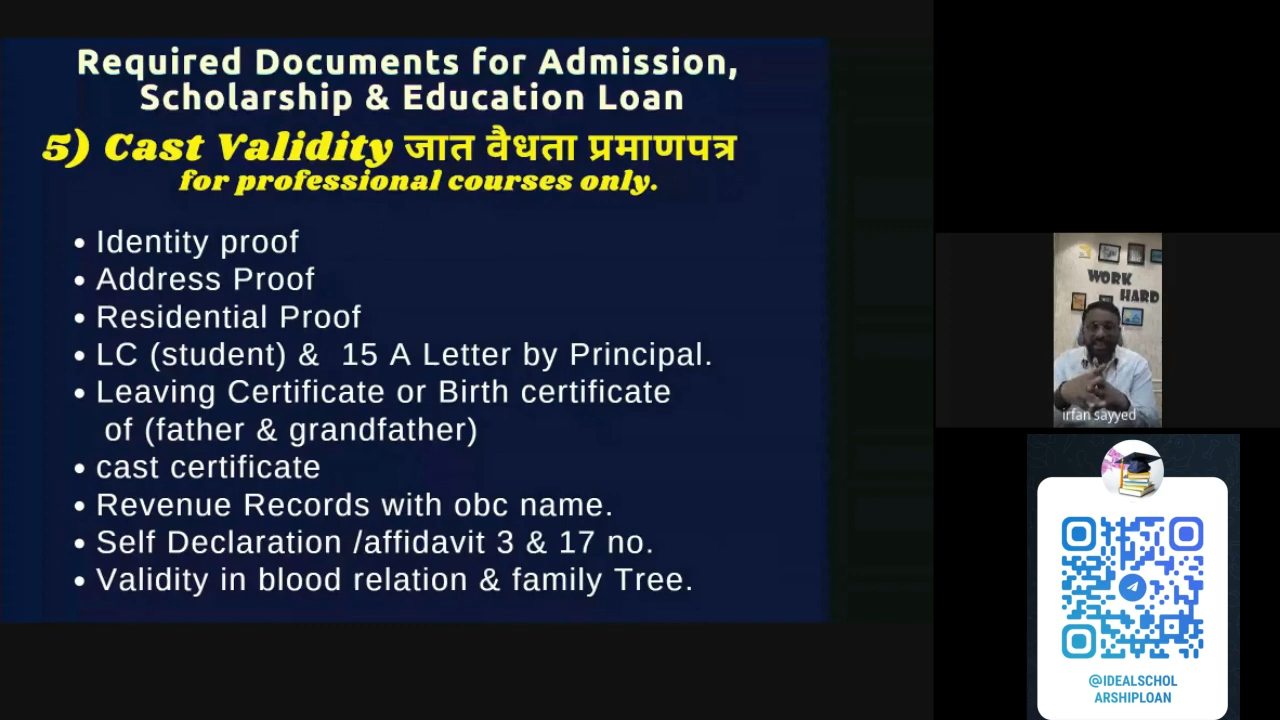 Required Documents for Admission,
Scholarship & Education Loan
5) Cast Validity जात वैधता प्रमाणपत्र
for professional courses only.
• Identity proof
• Address Proof
• Residential Proof
• LC (student) & 15 A Letter by Principal.
• Leaving Certificate or Birth certificate
of (father & grandfather)
• cast certificate
• Revenue Records with obc name.
• Self Declaration /affidavit 3 & 17 no.
• Validity in blood relation & family Tree.
WORK
HARD
irfan sayyed
@IDEALSCHOL
ARSHIPLOAN